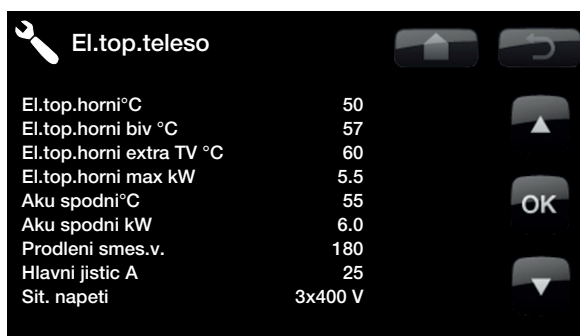 El.top.teleso
El.top.horni°C 50
El.top.horni biv °C 57
El.top.horni extra TV °C 60
El.top.horni max kW 5.5
Aku spodni°C 55
Aku spodni kW 6.0
Prodleni smes.v. 180
Hlavni jistic A 25
Sit. napeti 3x400 V
OK